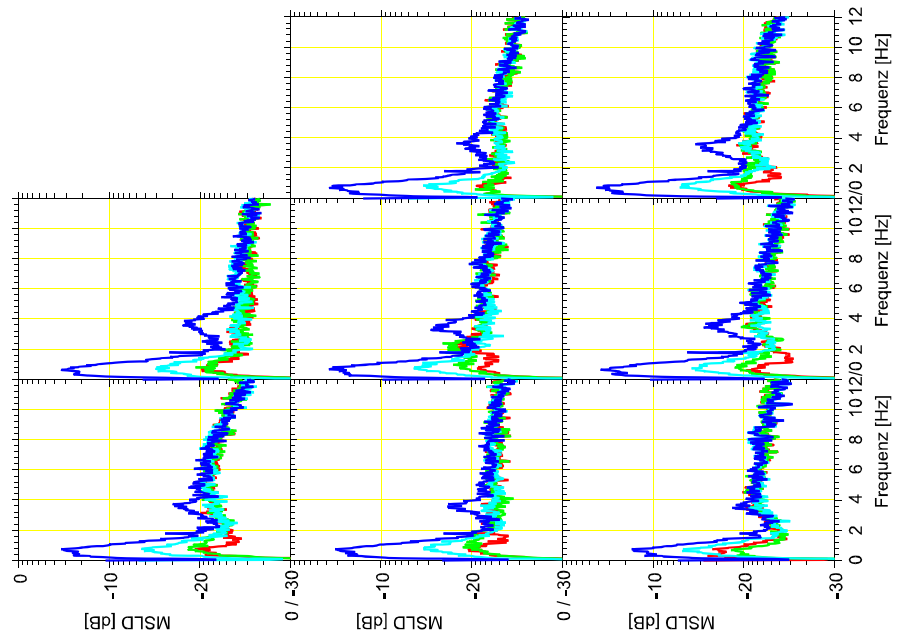 0 -10 -20 0 / -30 -10 -20 0 / -30 -10 -20 -30
MSLD [dB] MSLD [dB] MSLD [dB]
0 2 4 6 8 10 12/0 2 4 6 8 10 12/0 2 4 6 8 10 12
Frequenz [Hz] Frequenz [Hz] Frequenz [Hz]